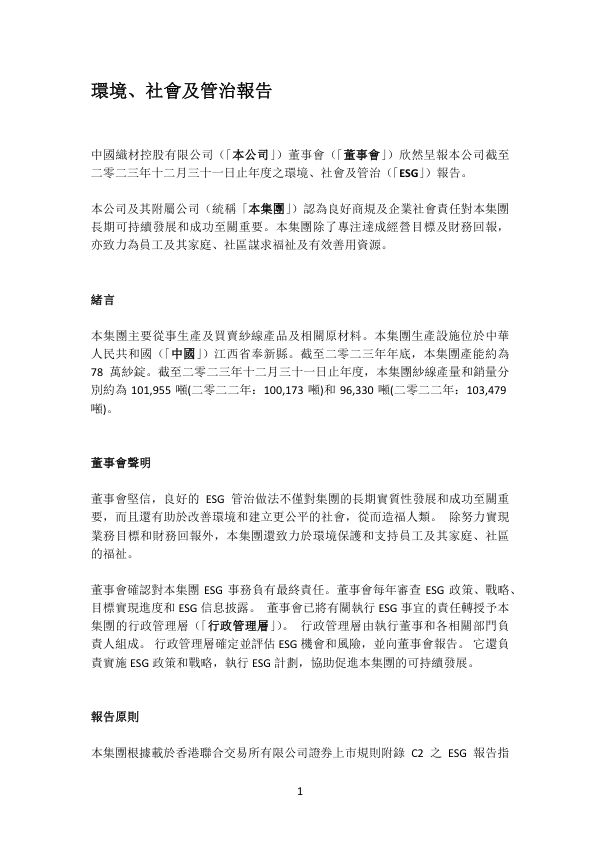 環境、社會及管治報告
中國織材控股有限公司（「本公司」）董事會（「董事會」）欣然呈報本公司截至
二零二三年十二月三十一日止年度之環境、社會及管治（「ESG」）報告。
本公司及其附屬公司（統稱「本集團」）認為良好商規及企業社會責任對本集團
長期可持續發展和成功至關重要。本集團除了專注達成經營目標及財務回報，
亦致力為員工及其家庭、社區謀求福祉及有效善用資源。
緒言
本集團主要從事生產及買賣紗線產品及相關原材料。本集團生產設施位於中華
人民共和國（「中國」）江西省奉新縣。截至二零二三年年底，本集團產能約為
78 萬紗錠。截至二零二三年十二月三十一日止年度，本集團紗線產量和銷量分
別約為 101,955 噸(二零二二年：100,173 噸)和 96,330 噸(二零二二年：103,479
噸)。
董事會聲明
董事會堅信，良好的 ESG 管治做法不僅對集團的長期實質性發展和成功至關重
要，而且還有助於改善環境和建立更公平的社會，從而造福人類。 除努力實現
業務目標和財務回報外，本集團還致力於環境保護和支持員工及其家庭、社區
的福祉。
董事會確認對本集團 ESG 事務負有最終責任。董事會每年審查 ESG 政策、戰略、
目標實現進度和 ESG 信息披露。 董事會已將有關執行 ESG 事宜的責任轉授予本
集團的行政管理層（「行政管理層」）。 行政管理層由執行董事和各相關部門負
責人組成。 行政管理層確定並評估 ESG 機會和風險，並向董事會報告。 它還負
責實施 ESG 政策和戰略，執行 ESG 計劃，協助促進本集團的可持續發展。
報告原則
本集團根據載於香港聯合交易所有限公司證券上市規則附錄 C2 之 ESG 報告指
1